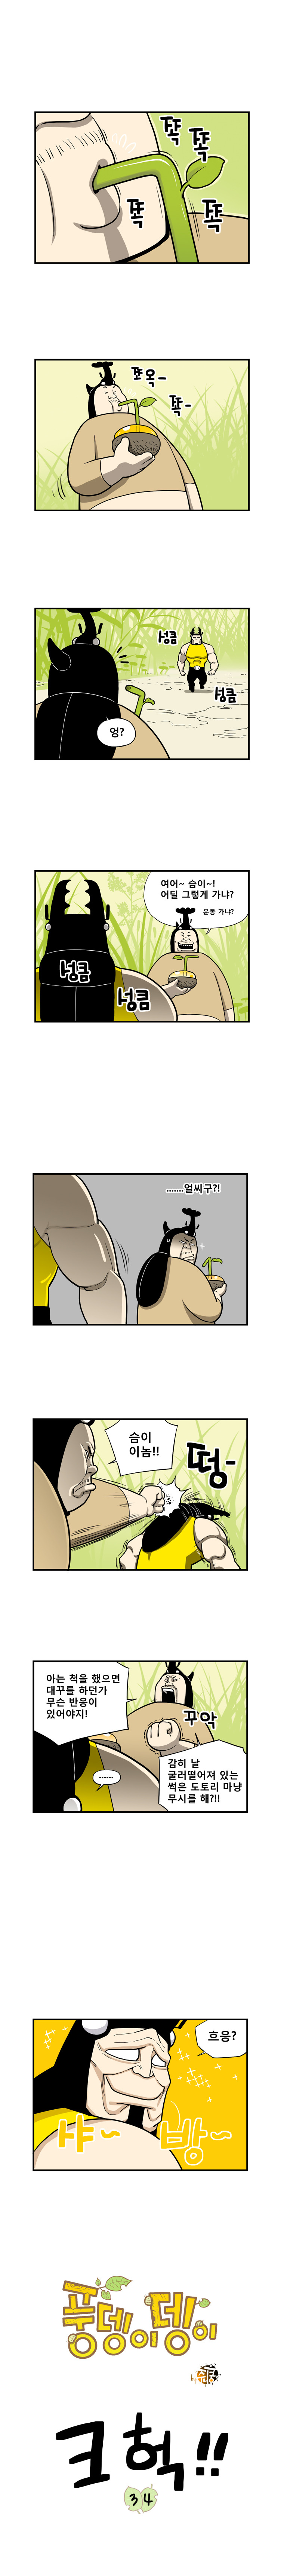 쪽
쪽
쪽
쪽
쪼옥-
쪽-
성큼
성큼
엉?
여어~ 슴이~!
어딜 그렇게 가냐?
운동 가냐?
성큼
성큼
.......얼씨구?!
슴이
이놈!!
떵-
아는 척을 했으면
대꾸를 하던가
무슨 반응이
있어야지!
꾸악
......
감히 날
굴러떨어져 있는
썩은 도토리 마냥
무시를 해?!!
흐응?
샤~ 방~
풍뎅이뎅이
크헉!!
34